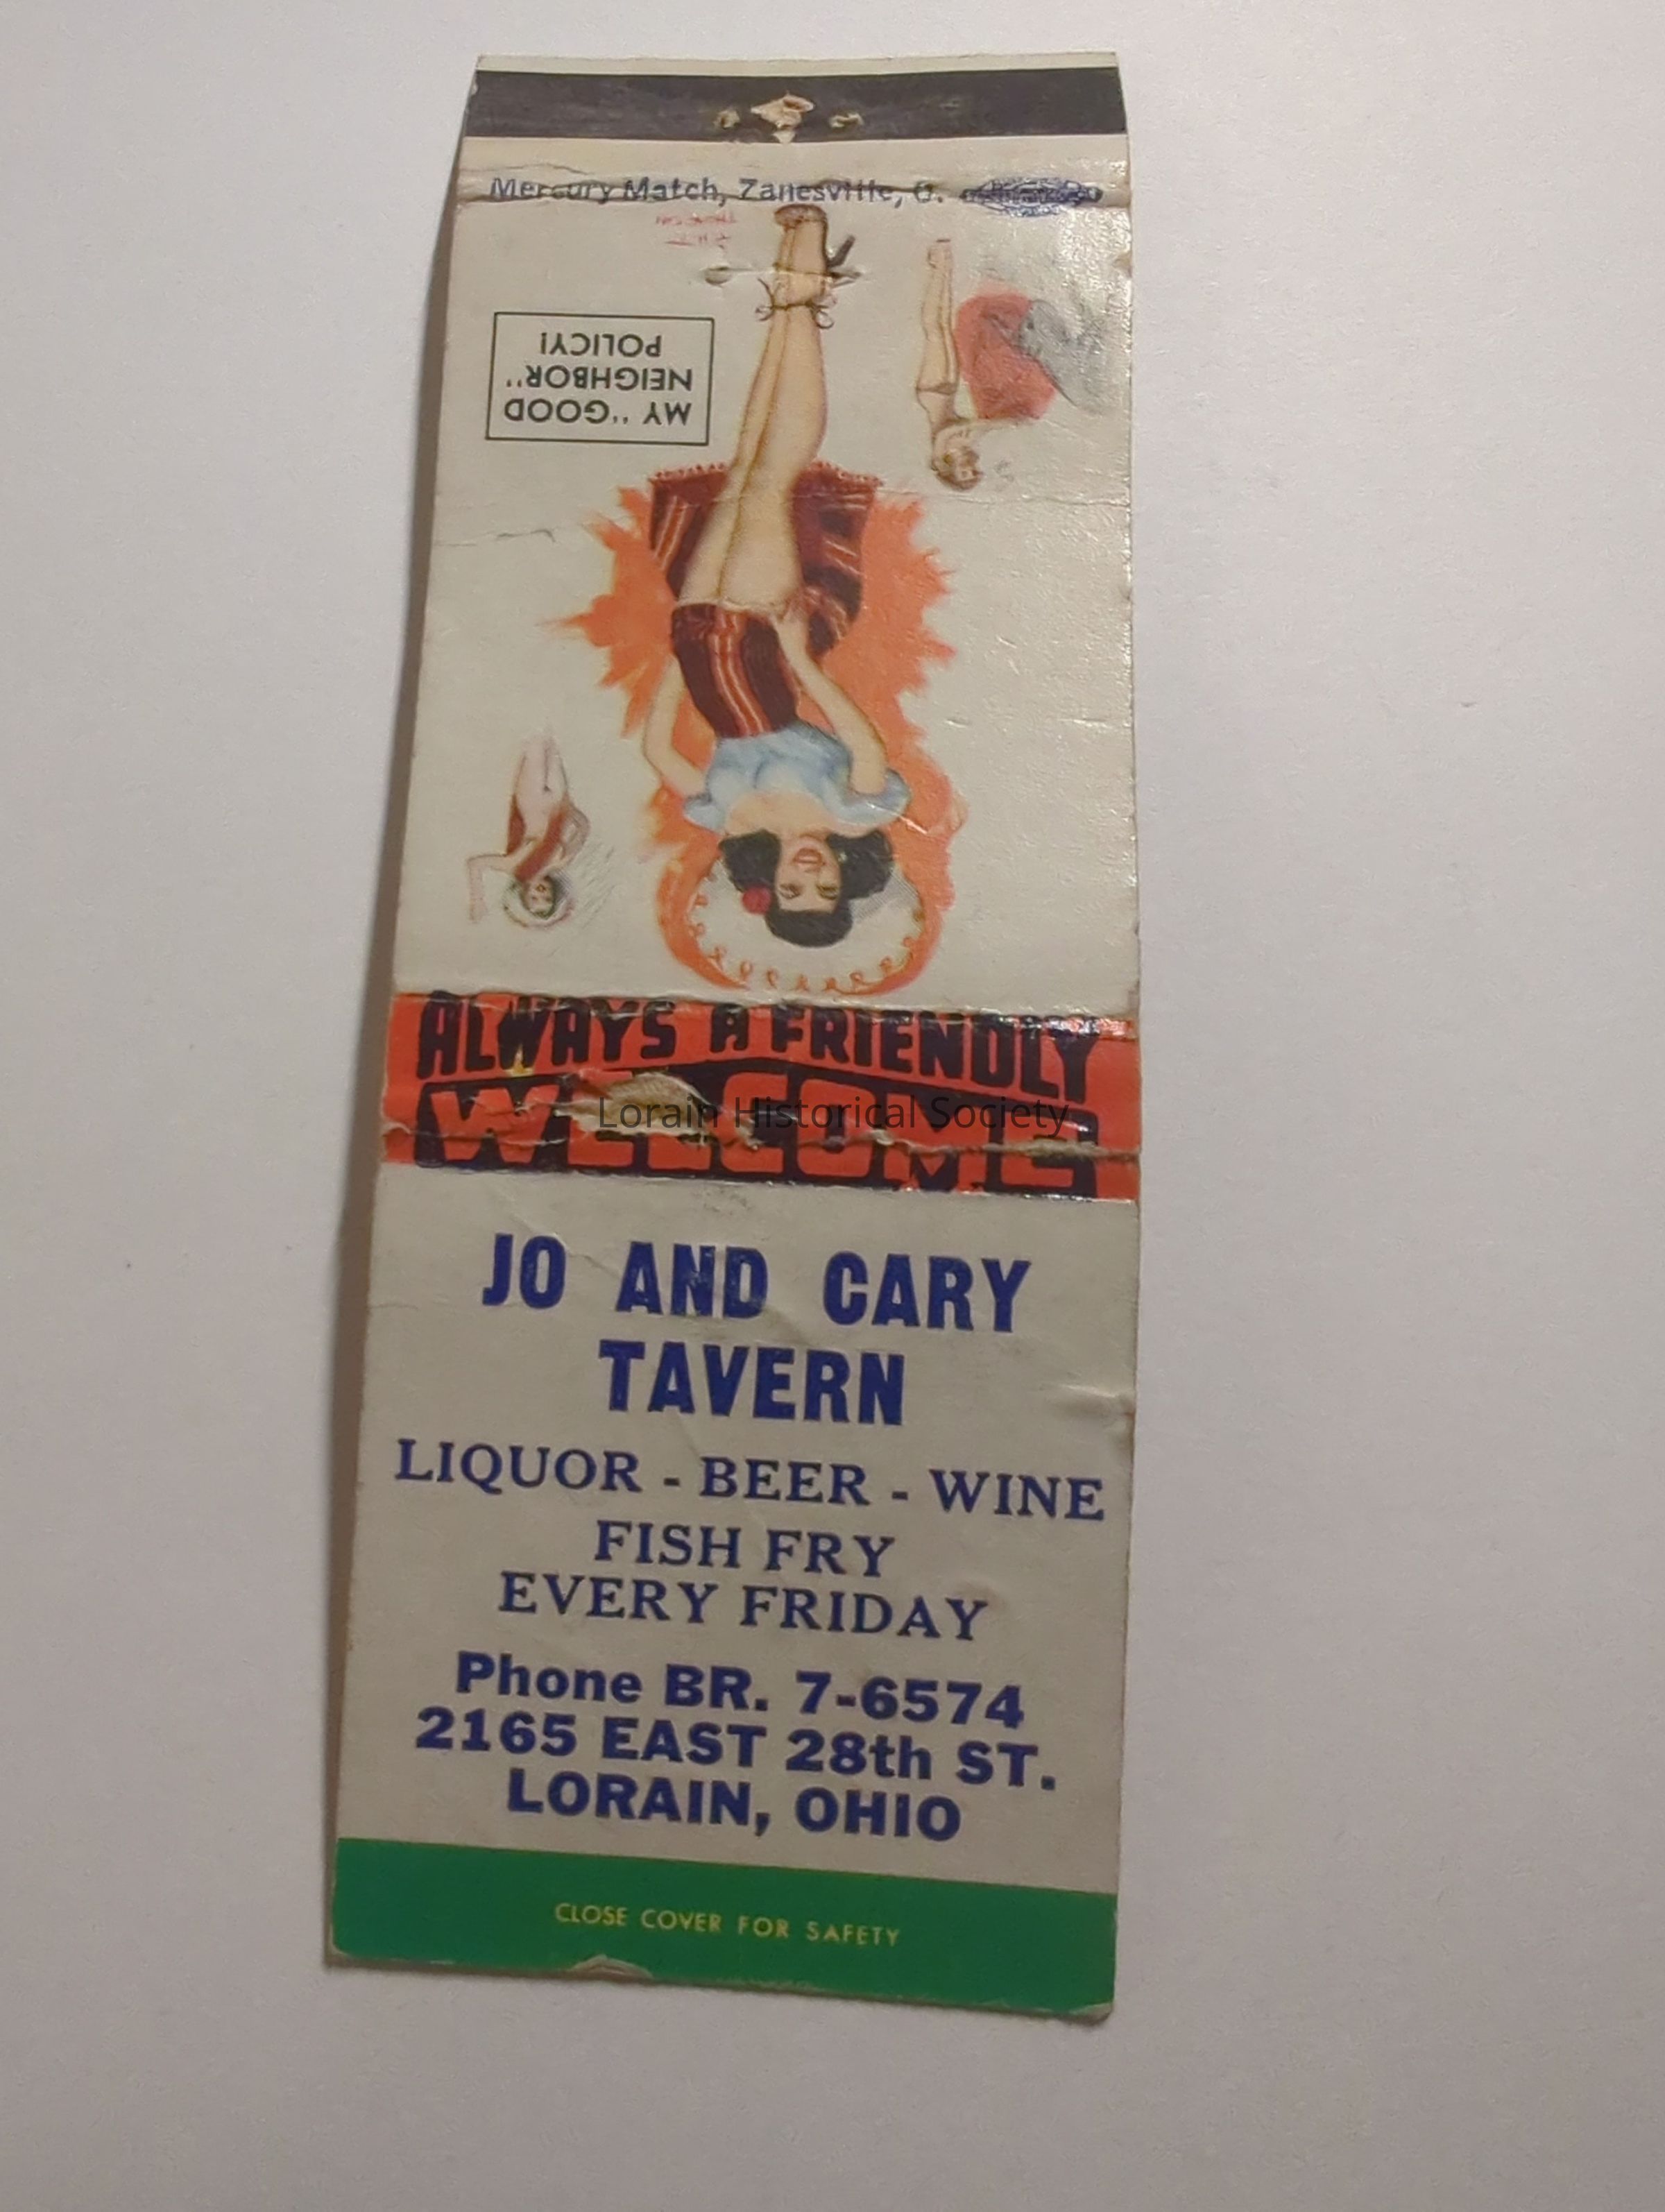 Mercury Match, Zanesville, O.
MY "GOOD
NEIGHBOR"
POLICY!
ALWAYS A FRIENDLY
WELCOME
Lorain Historical Society
JO AND CARY
TAVERN
LIQUOR - BEER - WINE
FISH FRY
EVERY FRIDAY
Phone BR. 7-6574
2165 EAST 28th ST.
LORAIN, OHIO
CLOSE COVER FOR SAFETY